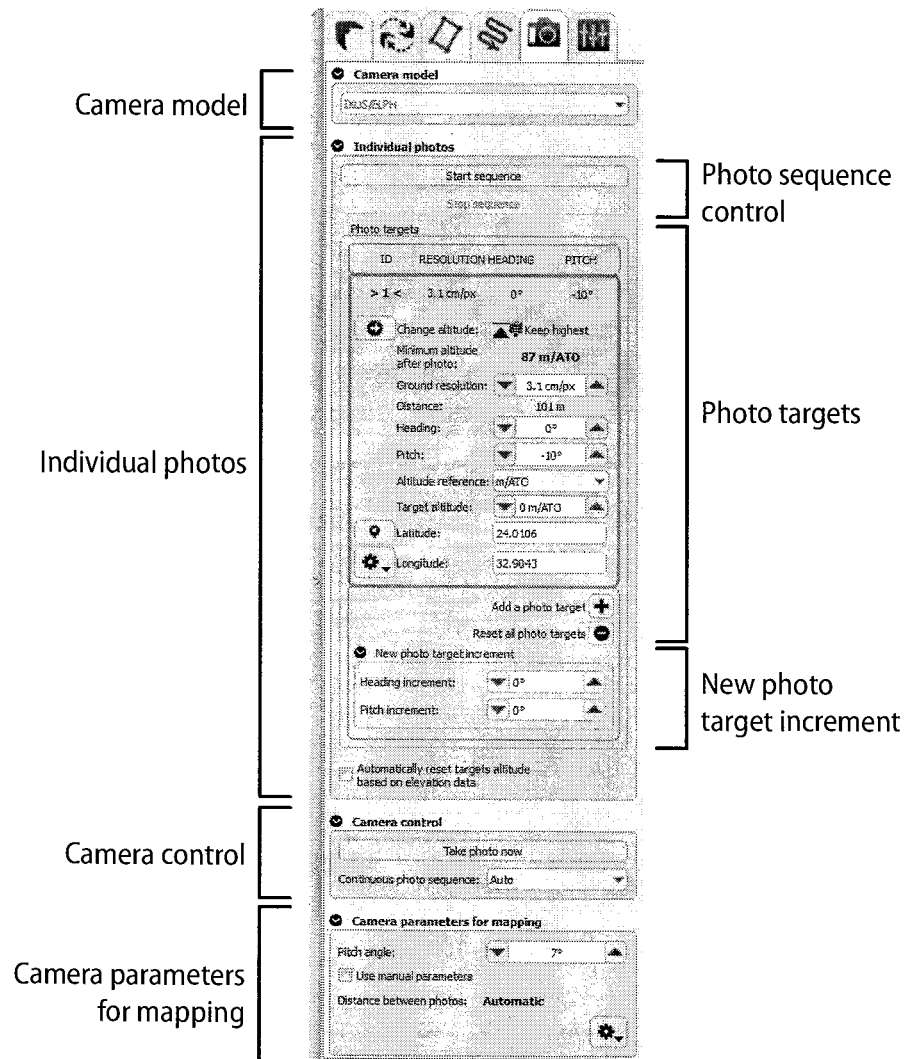 Camera model
Camera model
IXUS/ELPH
Individual photos
Individual photos
Start sequence
Stop sequence
Photo sequence
control
Photo targets
Photo targets
ID RESOLUTION HEADING PITCH
> 1 < 3.1 cm/px 0° -10°
Change altitude: Keep highest
Minimum altitude
after photo: 87 m/ATO
Ground resolution: 3.1 cm/px
Distance: 101 m
Heading: 0°
Pitch: -10°
Altitude reference: m/ATO
Target altitude: 0 m/ATO
Latitude: 24.0106
Longitude: 32.9043
Add a photo target
Reset all photo targets
New photo target increment
Heading increment: 0°
Pitch increment: 0°
New photo
target increment
Automatically reset targets altitude
based on elevation data
Camera control
Camera control
Take photo now
Continuous photo sequence: Auto
Camera parameters
for mapping
Camera parameters for mapping
Pitch angle: 7°
Use manual parameters
Distance between photos: Automatic